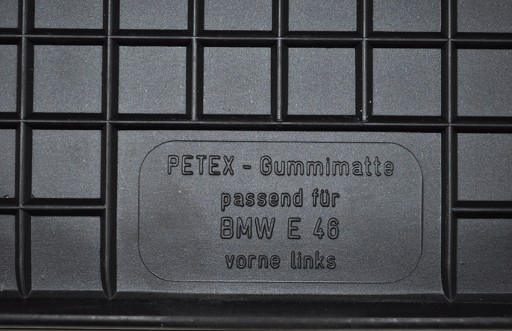 PETEX - Gummimatte
passend für
BMW E 46
vorne links